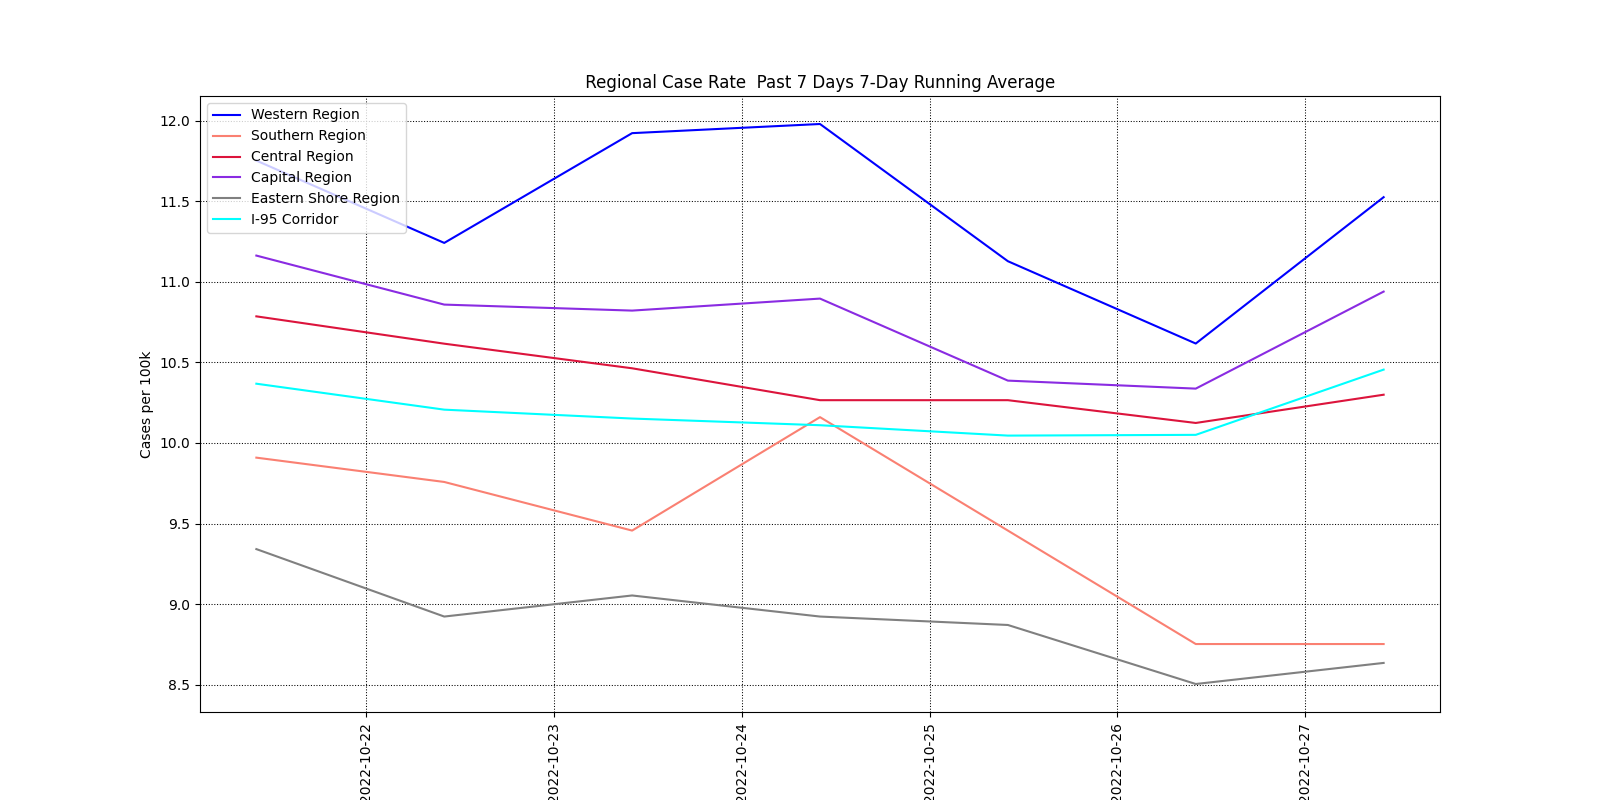 Regional Case Rate  Past 7 Days 7-Day Running Average
Western Region
Southern Region
Central Region
Capital Region
Eastern Shore Region
I-95 Corridor
Cases per 100k
12.0
11.5
11.0
10.5
10.0
9.5
9.0
8.5
2022-10-22
2022-10-23
2022-10-24
2022-10-25
2022-10-26
2022-10-27